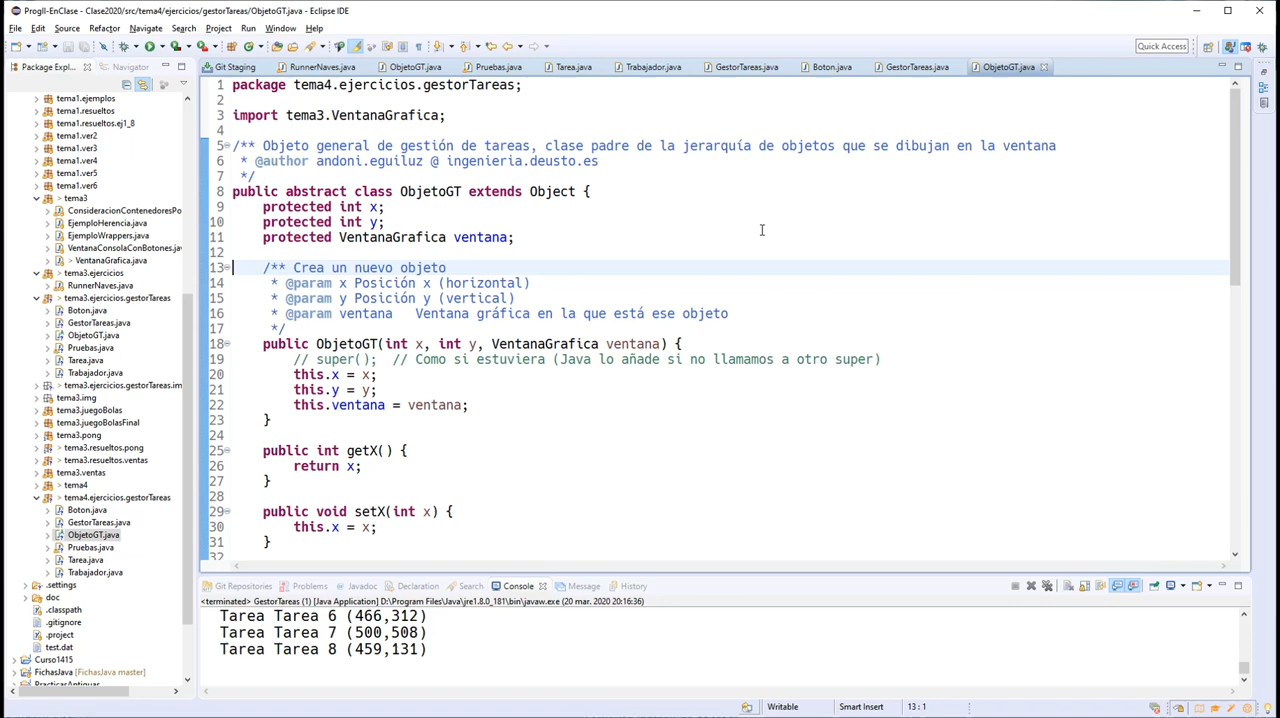 ProgII-EnClase - Clase2020/src/tema4/ejercicios/gestorTareas/ObjetoGT.java - Eclipse IDE
File Edit Source Refactor Navigate Search Project Run Window Help
Quick Access
Package Expl... Navigator
Git Staging RunnerNaves.java ObjetoGT.java Pruebas.java Tarea.java Trabajador.java GestorTareas.java Boton.java GestorTareas.java ObjetoGT.java
tema1.ejemplos
tema1.resueltos
tema1.resueltos.ej1_8
tema1.ver2
tema1.ver3
tema1.ver4
tema1.ver5
tema1.ver6
tema3
ConsideracionContenedoresPo
EjemploHerencia.java
EjemploWrappers.java
VentanaConsolaConBotones.jav
> VentanaGrafica.java
tema3.ejercicios
RunnerNaves.java
> tema3.ejercicios.gestorTareas
Boton.java
GestorTareas.java
ObjetoGT.java
Pruebas.java
Tarea.java
Trabajador.java
> tema3.ejercicios.gestorTareas.im
tema3.img
tema3.juegoBolas
tema3.juegoBolasFinal
tema3.pong
> tema3.resueltos.pong
> tema3.resueltos.ventas
tema3.ventas
> tema4
> tema4.ejercicios.gestorTareas
Boton.java
GestorTareas.java
ObjetoGT.java
Pruebas.java
Tarea.java
Trabajador.java
.settings
doc
.classpath
.gitignore
.project
test.dat
Curso1415
> FichasJava [FichasJava master]
PracticasAntiguas
1 package tema4.ejercicios.gestorTareas;
2
3 import tema3.VentanaGrafica;
4
5 /** Objeto general de gestión de tareas, clase padre de la jerarquía de objetos que se dibujan en la ventana
6 * @author andoni.eguiluz @ ingenieria.deusto.es
7 */
8 public abstract class ObjetoGT extends Object {
9 protected int x;
10 protected int y;
11 protected VentanaGrafica ventana;
12
13 /** Crea un nuevo objeto
14 * @param x Posición x (horizontal)
15 * @param y Posición y (vertical)
16 * @param ventana Ventana gráfica en la que está ese objeto
17 */
18 public ObjetoGT(int x, int y, VentanaGrafica ventana) {
19 // super(); // Como si estuviera (Java lo añade si no llamamos a otro super)
20 this.x = x;
21 this.y = y;
22 this.ventana = ventana;
23 }
24
25 public int getX() {
26 return x;
27 }
28
29 public void setX(int x) {
30 this.x = x;
31 }
32
Git Repositories Problems Javadoc Declaration Search Console Message History
<terminated> GestorTareas (1) [Java Application] D:\Program Files\Java\jre1.8.0_181\bin\javaw.exe (20 mar. 2020 20:16:36)
Tarea Tarea 6 (466,312)
Tarea Tarea 7 (500,508)
Tarea Tarea 8 (459,131)
Writable Smart Insert 13 : 1